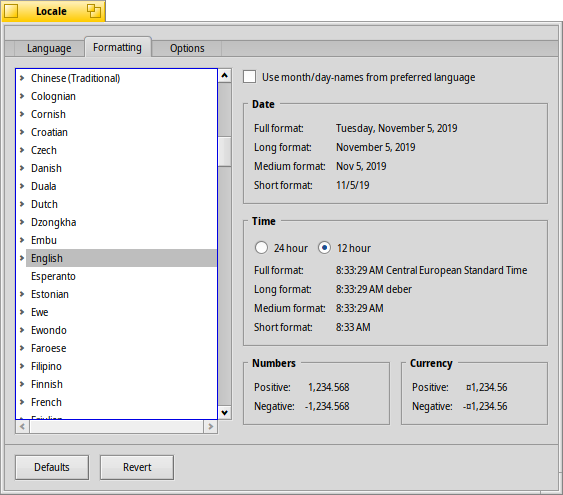 Locale
Language Formatting Options
Chinese (Traditional)
Colognian
Cornish
Croatian
Czech
Danish
Duala
Dutch
Dzongkha
Embu
English
Esperanto
Estonian
Ewe
Ewondo
Faroese
Filipino
Finnish
French
Friulian
Use month/day-names from preferred language
Date
Full format: Tuesday, November 5, 2019
Long format: November 5, 2019
Medium format: Nov 5, 2019
Short format: 11/5/19
Time
24 hour 12 hour
Full format: 8:33:29 AM Central European Standard Time
Long format: 8:33:29 AM deber
Medium format: 8:33:29 AM
Short format: 8:33 AM
Numbers
Positive: 1,234.568
Negative: -1,234.568
Currency
Positive: ¤1,234.56
Negative: -¤1,234.56
Defaults Revert